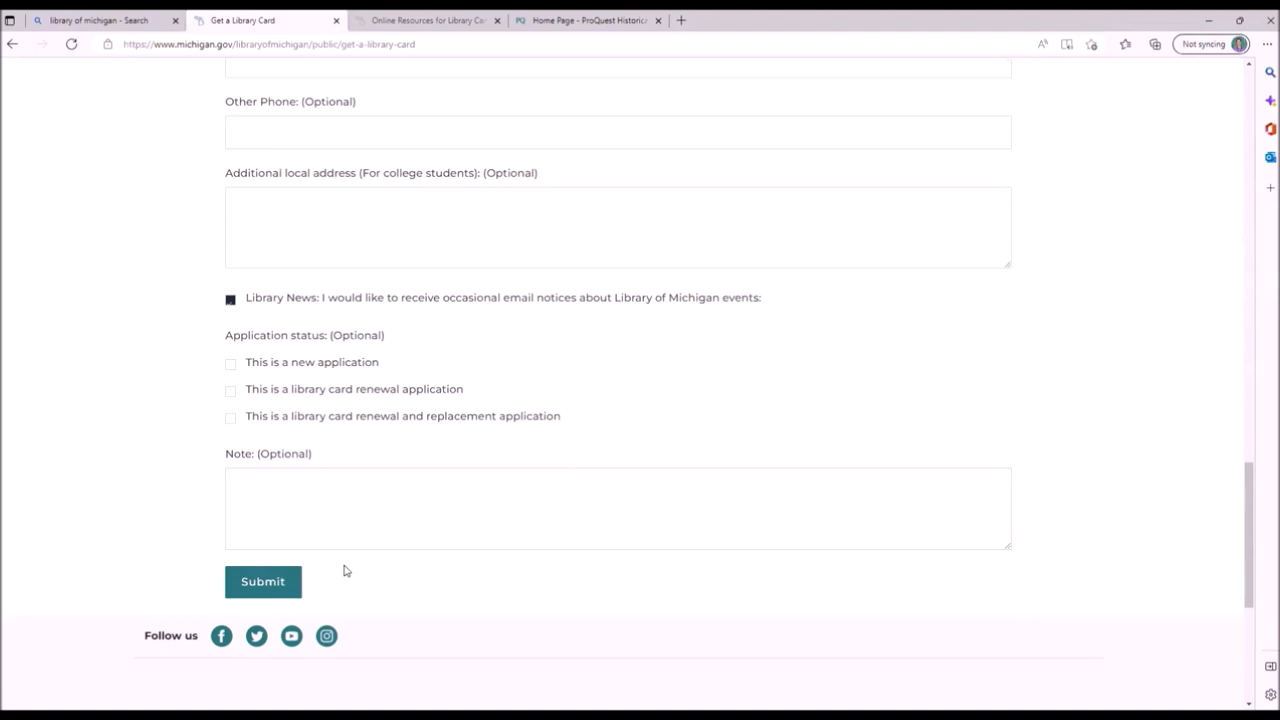 library of michigan - Search
Get a Library Card
Online Resources for Library Ca
Home Page - ProQuest Historica
https://www.michigan.gov/libraryofmichigan/public/get-a-library-card
Not syncing
Other Phone: (Optional)
Additional local address (For college students): (Optional)
Library News: I would like to receive occasional email notices about Library of Michigan events:
Application status: (Optional)
This is a new application
This is a library card renewal application
This is a library card renewal and replacement application
Note: (Optional)
Submit
Follow us